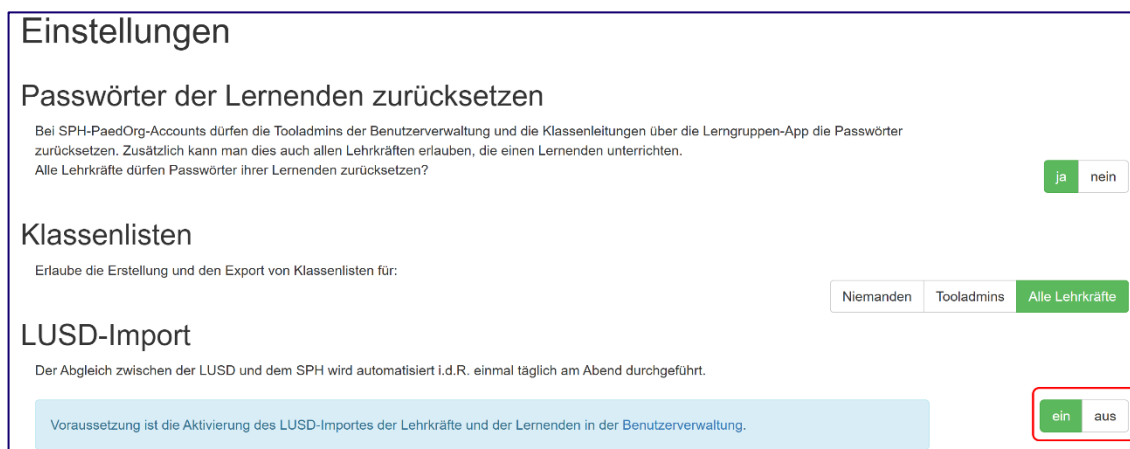 Einstellungen
Passwörter der Lernenden zurücksetzen
Bei SPH-PaedOrg-Accounts dürfen die Tooladmins der Benutzerverwaltung und die Klassenleitungen über die Lerngruppen-App die Passwörter
zurücksetzen. Zusätzlich kann man dies auch allen Lehrkräften erlauben, die einen Lernenden unterrichten.
Alle Lehrkräfte dürfen Passwörter ihrer Lernenden zurücksetzen?
ja nein
Klassenlisten
Erlaube die Erstellung und den Export von Klassenlisten für:
Niemanden Tooladmins Alle Lehrkräfte
LUSD-Import
Der Abgleich zwischen der LUSD und dem SPH wird automatisiert i.d.R. einmal täglich am Abend durchgeführt.
Voraussetzung ist die Aktivierung des LUSD-Importes der Lehrkräfte und der Lernenden in der Benutzerverwaltung.
ein aus